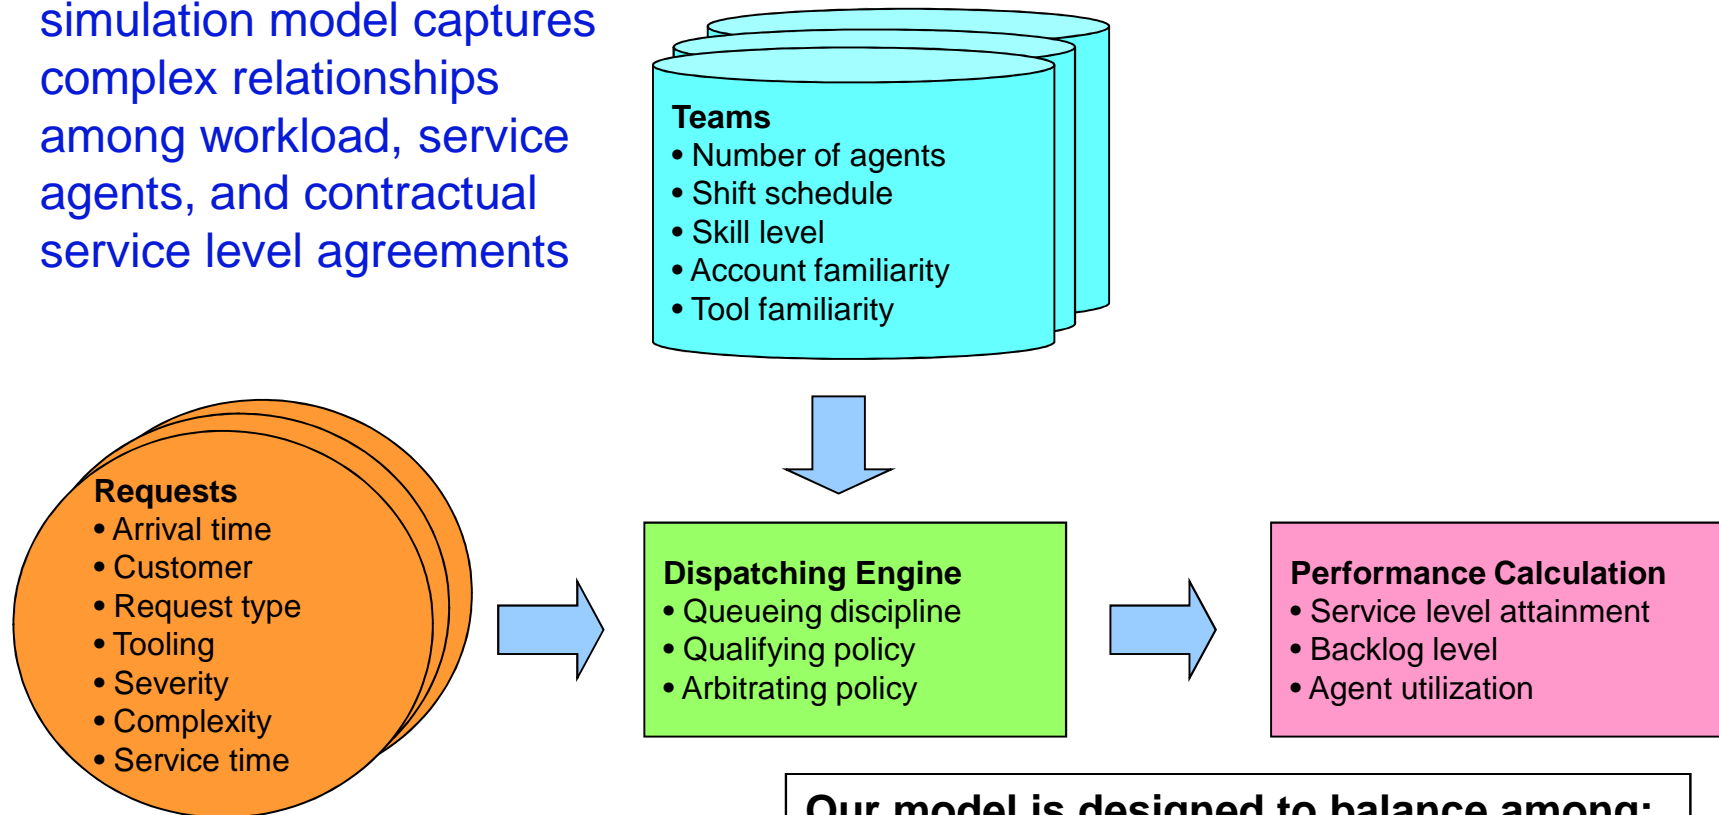 simulation model captures
complex relationships
among workload, service
agents, and contractual
service level agreements
Teams
• Number of agents
• Shift schedule
• Skill level
• Account familiarity
• Tool familiarity
Requests
• Arrival time
• Customer
• Request type
• Tooling
• Severity
• Complexity
• Service time
Dispatching Engine
• Queueing discipline
• Qualifying policy
• Arbitrating policy
Performance Calculation
• Service level attainment
• Backlog level
• Agent utilization
Our model is designed to balance among: